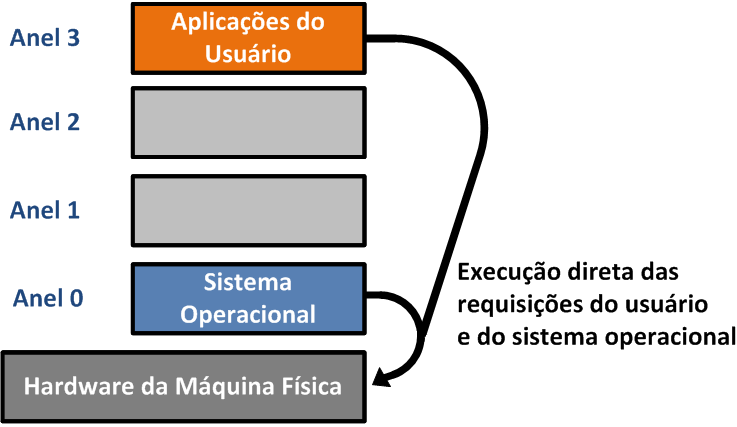 Anel 3
Aplicações do
Usuário
Anel 2
Anel 1
Anel 0
Sistema
Operacional
Execução direta das
requisições do usuário
e do sistema operacional
Hardware da Máquina Física